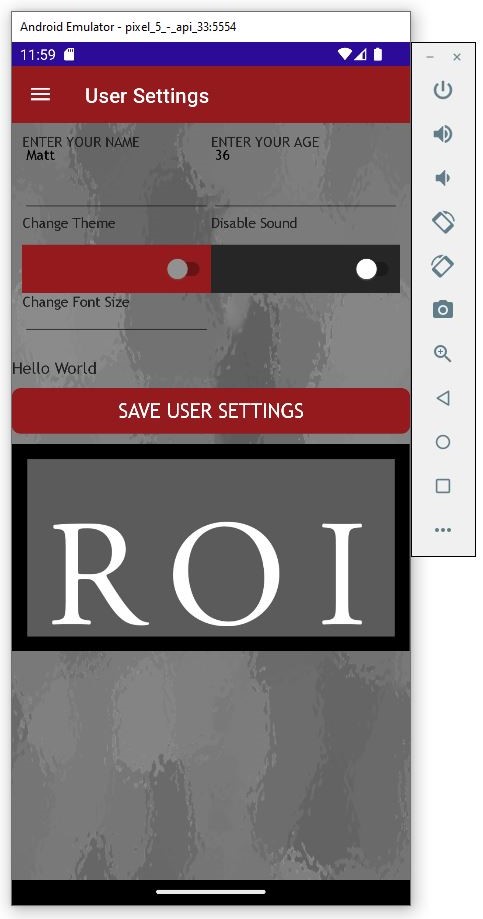 Android Emulator - pixel_5_-_api_33:5554
11:59
User Settings
ENTER YOUR NAME ENTER YOUR AGE
Matt 36
Change Theme Disable Sound
Change Font Size
Hello World
SAVE USER SETTINGS
ROI